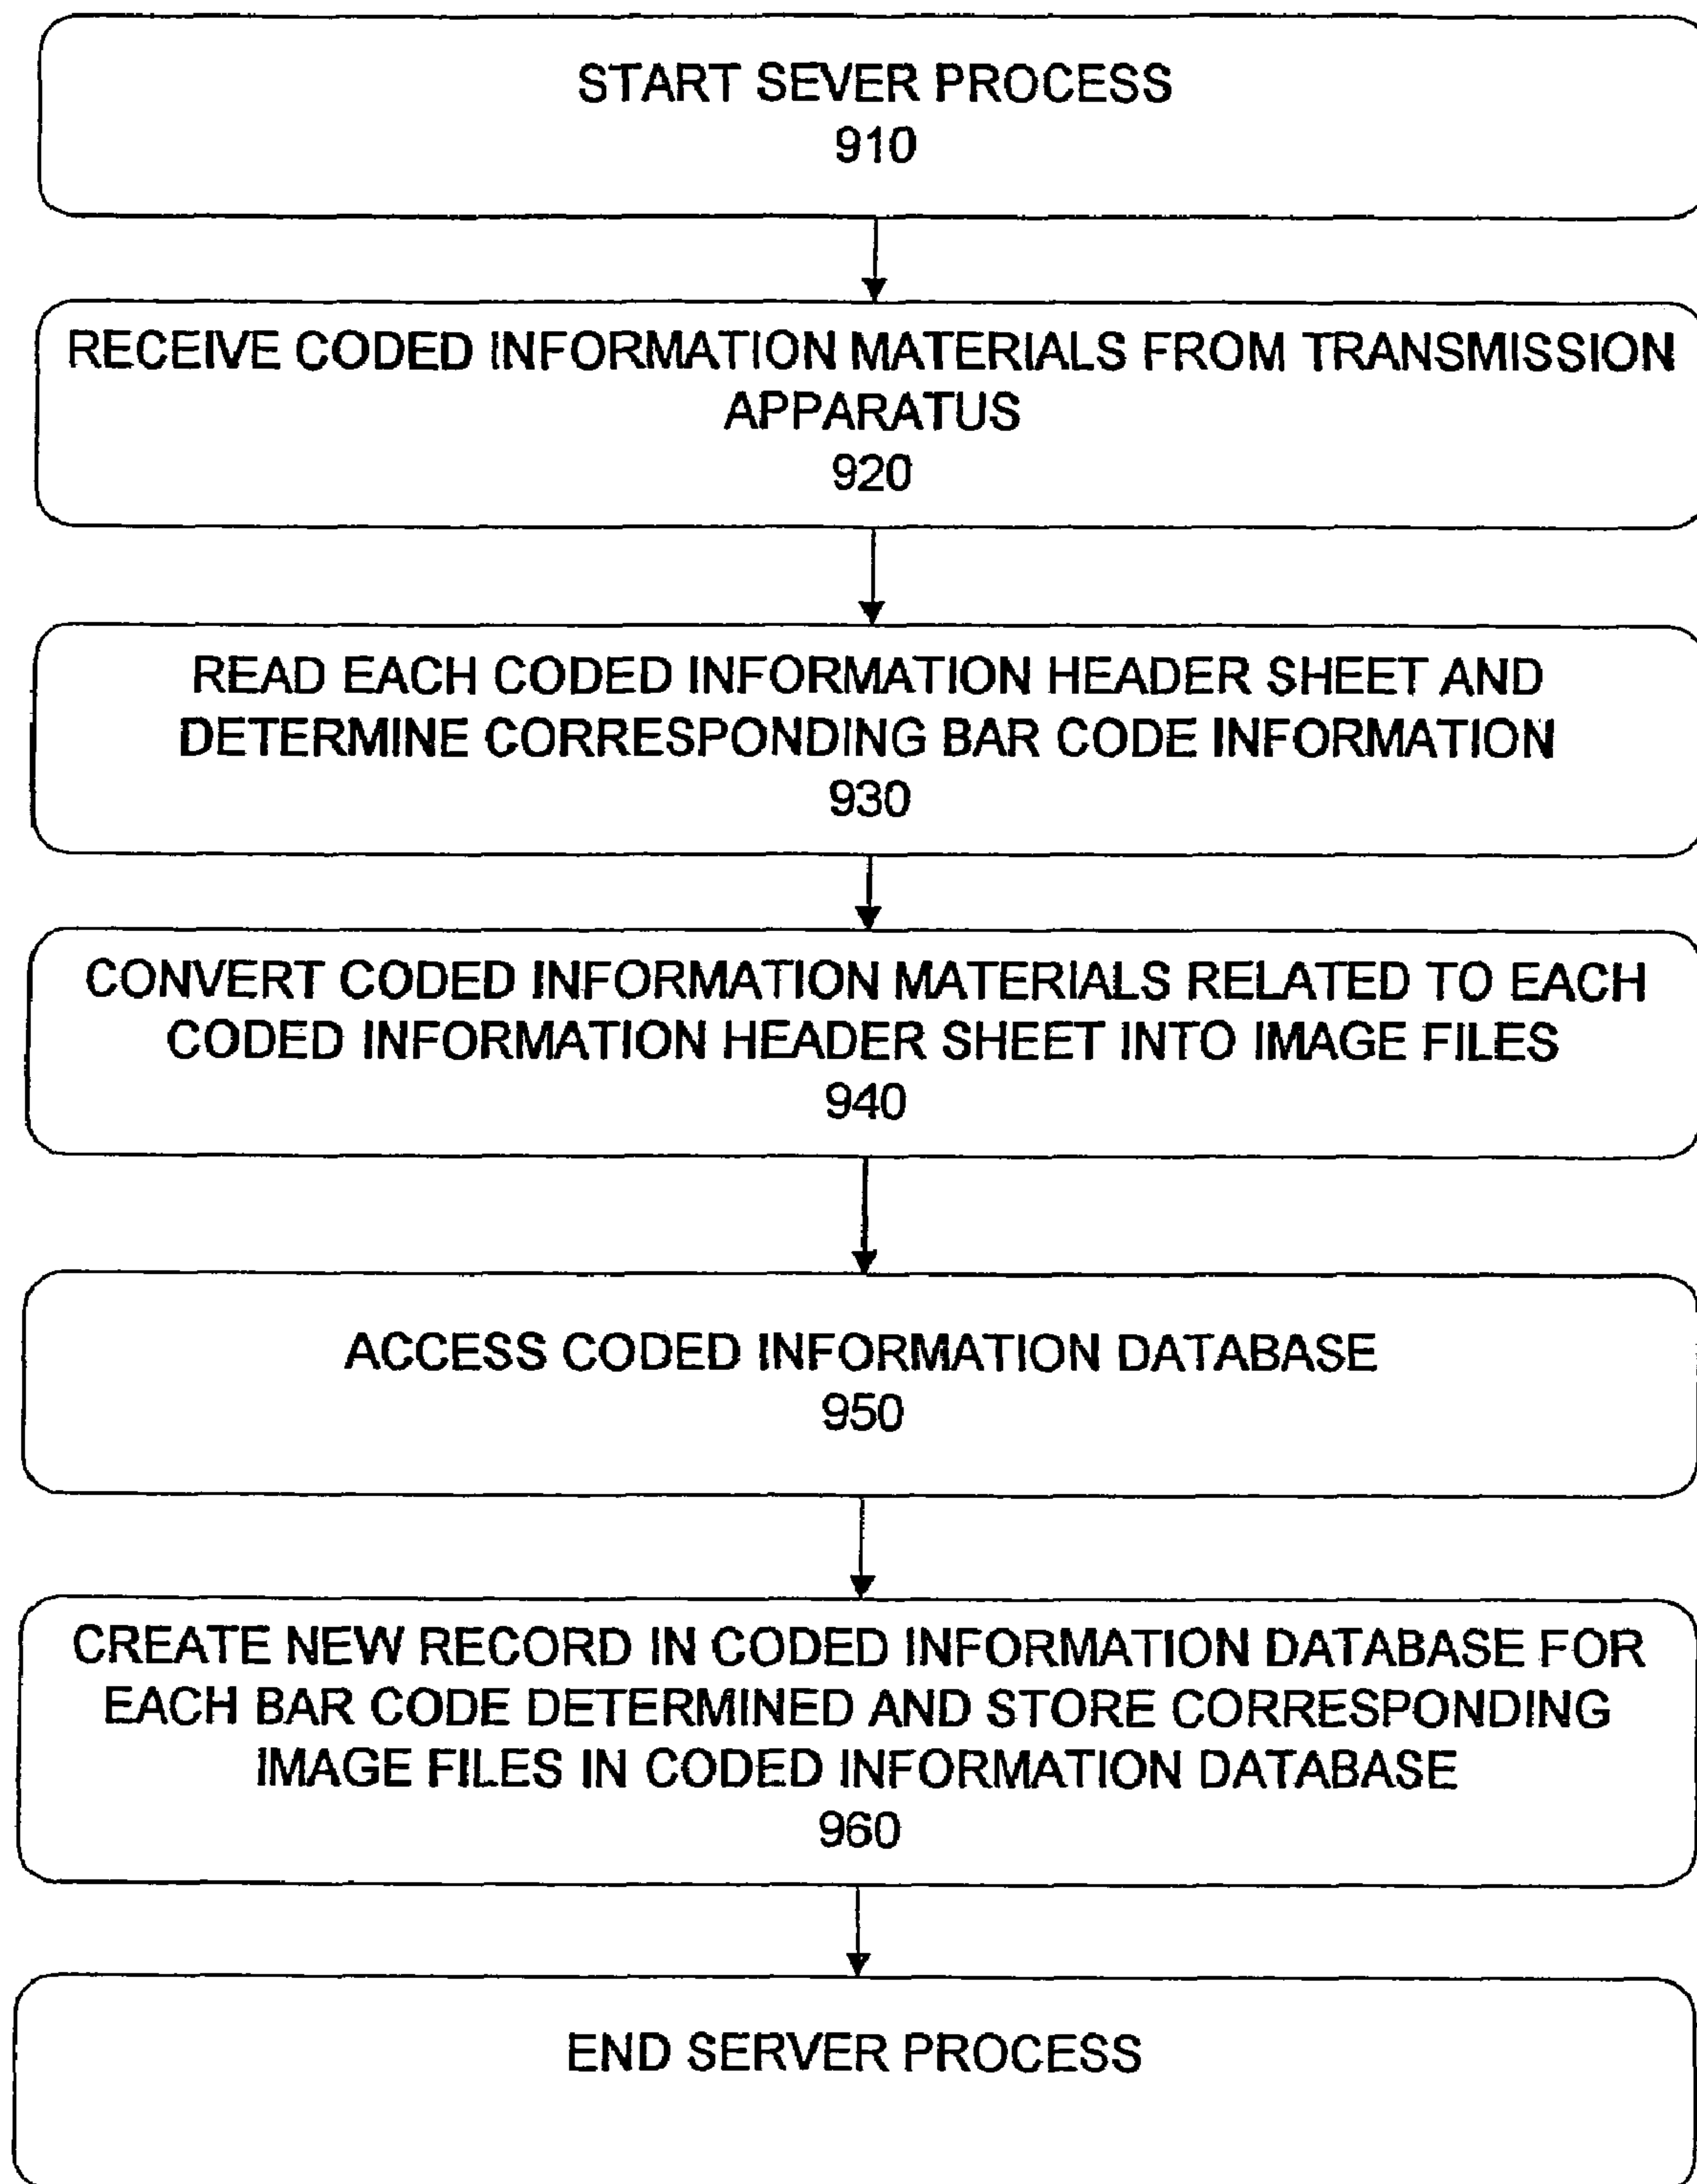 START SEVER PROCESS
910
RECEIVE CODED INFORMATION MATERIALS FROM TRANSMISSION
APPARATUS
920
READ EACH CODED INFORMATION HEADER SHEET AND
DETERMINE CORRESPONDING BAR CODE INFORMATION
930
CONVERT CODED INFORMATION MATERIALS RELATED TO EACH
CODED INFORMATION HEADER SHEET INTO IMAGE FILES
940
ACCESS CODED INFORMATION DATABASE
950
CREATE NEW RECORD IN CODED INFORMATION DATABASE FOR
EACH BAR CODE DETERMINED AND STORE CORRESPONDING
IMAGE FILES IN CODED INFORMATION DATABASE
960
END SERVER PROCESS